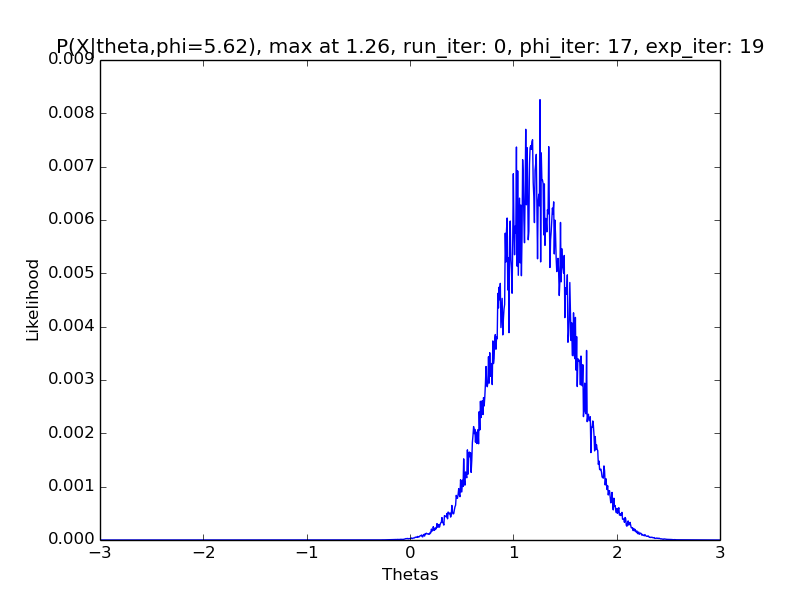 P(X|theta,phi=5.62), max at 1.26, run_iter: 0, phi_iter: 17, exp_iter: 19
0.009
0.008
0.007
0.006
0.005
0.004
0.003
0.002
0.001
0.000
Likelihood
−3 −2 −1 0 1 2 3
Thetas